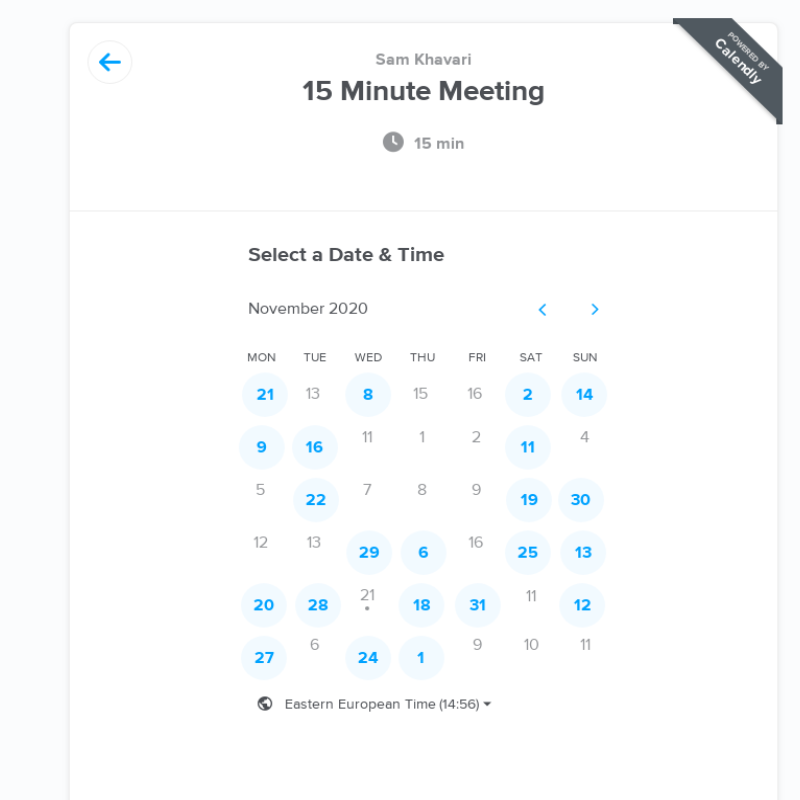 POWERED BY
Calendly
Sam Khavari
15 Minute Meeting
15 min
Select a Date & Time
November 2020
MON TUE WED THU FRI SAT SUN
21 13 8 15 16 2 14
9 16 11 1 2 11 4
5 22 7 8 9 19 30
12 13 29 6 16 25 13
20 28 21 18 31 11 12
27 6 24 1 9 10 11
Eastern European Time (14:56)